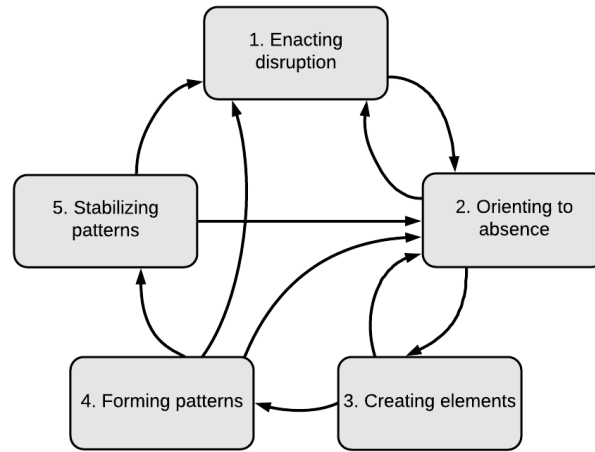 1. Enacting
disruption
2. Orienting to
absence
5. Stabilizing
patterns
4. Forming patterns
3. Creating elements